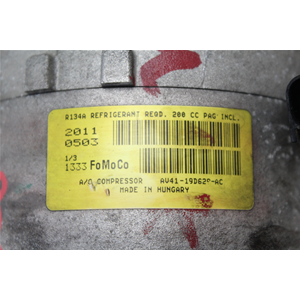 R134A REFRIGERANT REQD. 200 CC PAG INCL.
2011
0503
1/3
1333 FoMoCo
A/C COMPRESSOR AV41-19D629-AC
MADE IN HUNGARY